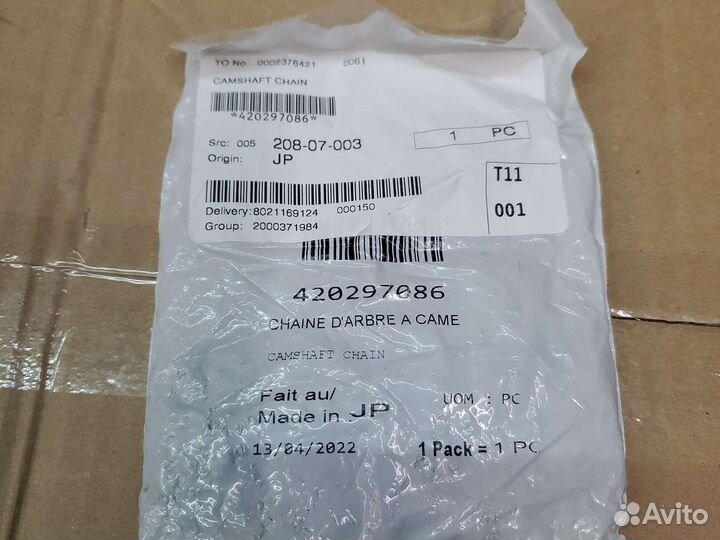 TO No: 0002376421 0061
CAMSHAFT CHAIN
*420297086*
Src: 005 208-07-003
1 PC
Origin: JP
T11
001
Delivery:8021169124 000150
Group: 2000371984
420297086
CHAINE D'ARBRE A CAME
CAMSHAFT CHAIN
Fait au/
Made in JP
UOM : PC
13/04/2022
1 Pack = 1 PC
Avito